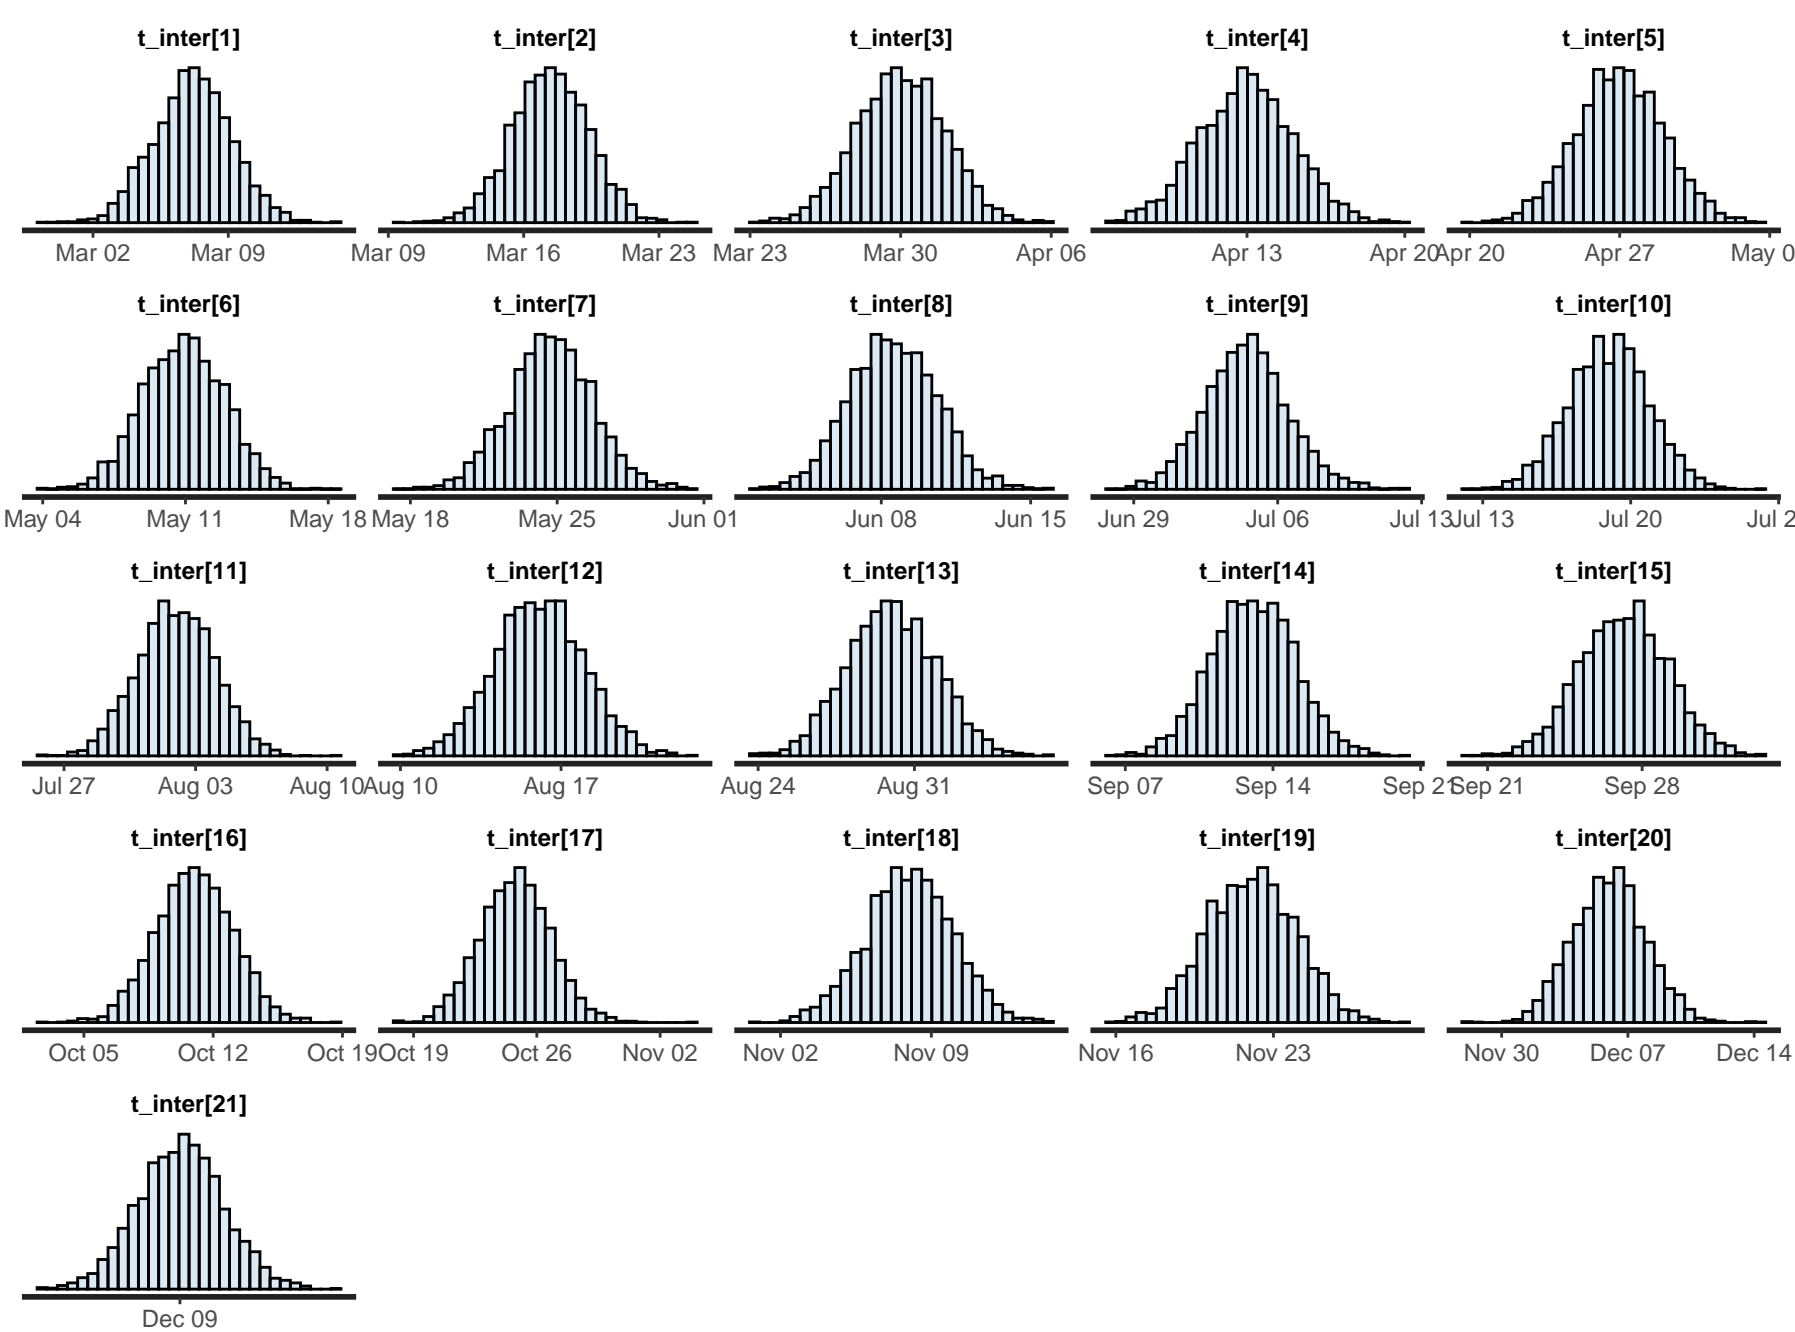 t_inter[1] t_inter[2] t_inter[3] t_inter[4] t_inter[5]
Mar 02 Mar 09 Mar 09 Mar 16 Mar 23 Mar 23 Mar 30 Apr 06 Apr 13 Apr 20 Apr 20 Apr 27 May 0
t_inter[6] t_inter[7] t_inter[8] t_inter[9] t_inter[10]
May 04 May 11 May 18 May 18 May 25 Jun 01 Jun 08 Jun 15 Jun 29 Jul 06 Jul 13 Jul 13 Jul 20 Jul 2
t_inter[11] t_inter[12] t_inter[13] t_inter[14] t_inter[15]
Jul 27 Aug 03 Aug 10 Aug 10 Aug 17 Aug 24 Aug 31 Sep 07 Sep 14 Sep 21 Sep 21 Sep 28
t_inter[16] t_inter[17] t_inter[18] t_inter[19] t_inter[20]
Oct 05 Oct 12 Oct 19 Oct 19 Oct 26 Nov 02 Nov 02 Nov 09 Nov 16 Nov 23 Nov 30 Dec 07 Dec 14
t_inter[21]
Dec 09